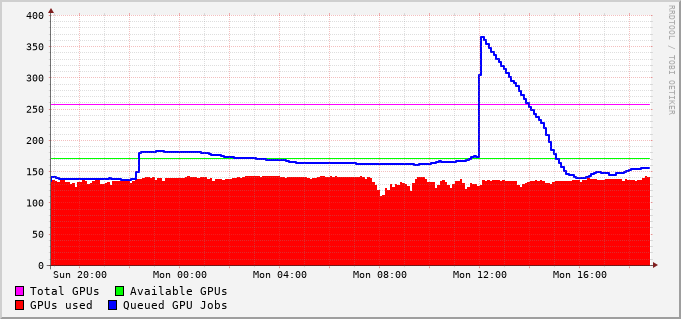 400
350
300
250
200
150
100
50
0
Sun 20:00 Mon 00:00 Mon 04:00 Mon 08:00 Mon 12:00 Mon 16:00
Total GPUs Available GPUs
GPUs used Queued GPU Jobs
RRDTOOL / TOBI OETIKER